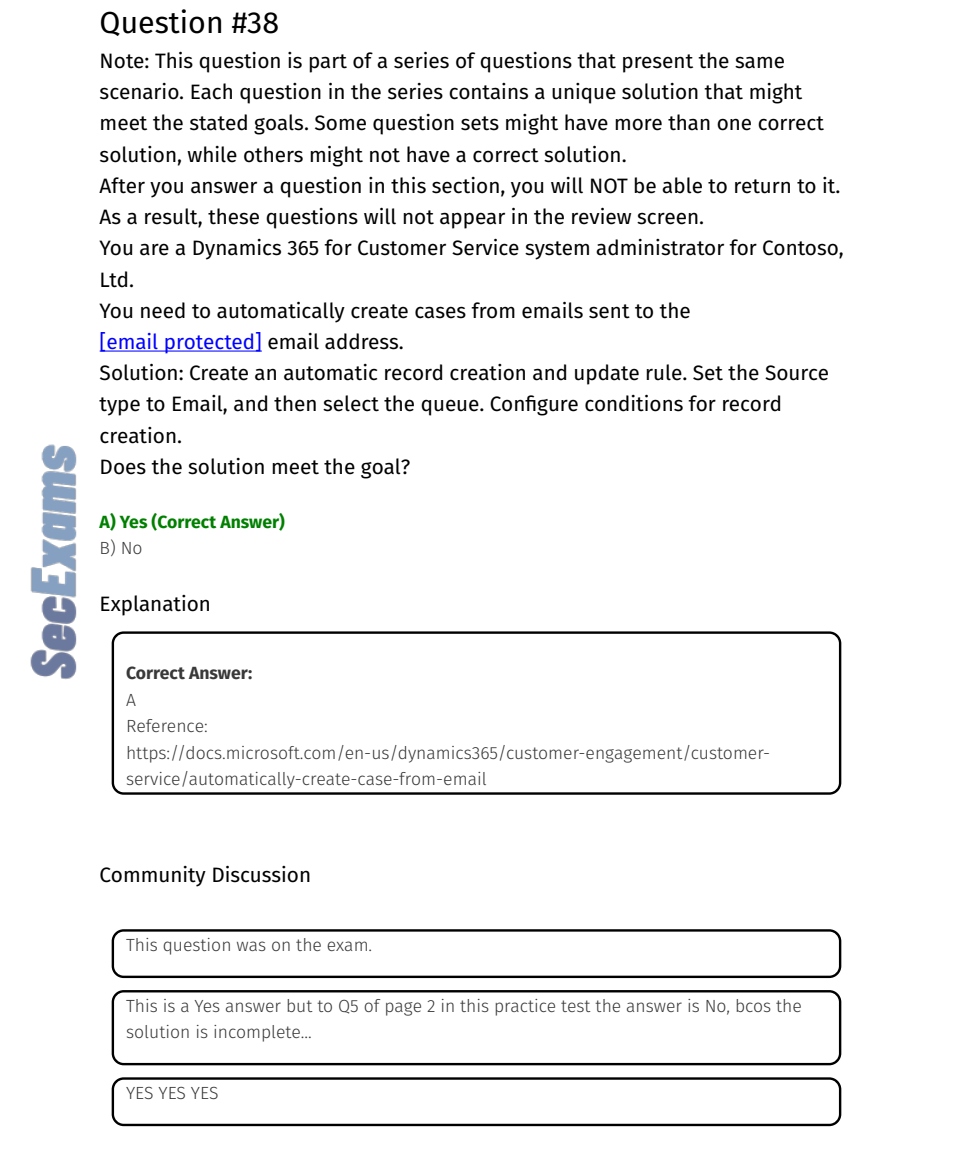 Question #38
Note: This question is part of a series of questions that present the same
scenario. Each question in the series contains a unique solution that might
meet the stated goals. Some question sets might have more than one correct
solution, while others might not have a correct solution.
After you answer a question in this section, you will NOT be able to return to it.
As a result, these questions will not appear in the review screen.
You are a Dynamics 365 for Customer Service system administrator for Contoso,
Ltd.
You need to automatically create cases from emails sent to the
[email protected] email address.
Solution: Create an automatic record creation and update rule. Set the Source
type to Email, and then select the queue. Configure conditions for record
creation.
Does the solution meet the goal?
SecExams
A) Yes (Correct Answer)
B) No
Explanation
Correct Answer:
A
Reference:
https://docs.microsoft.com/en-us/dynamics365/customer-engagement/customer-
service/automatically-create-case-from-email
Community Discussion
This question was on the exam.
This is a Yes answer but to Q5 of page 2 in this practice test the answer is No, bcos the
solution is incomplete...
YES YES YES